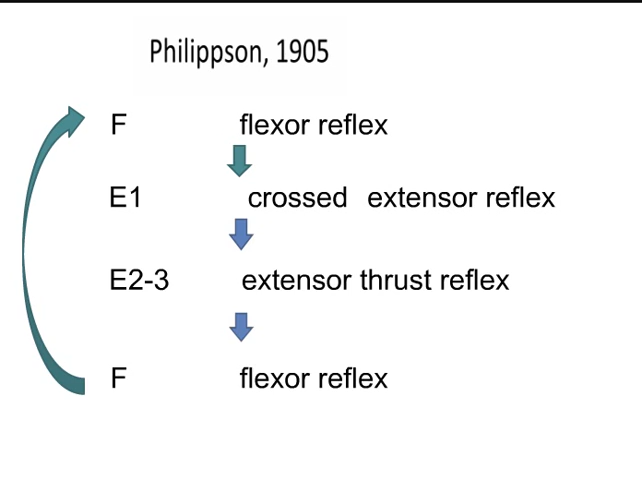 Philippson, 1905
F flexor reflex
E1 crossed extensor reflex
E2-3 extensor thrust reflex
F flexor reflex